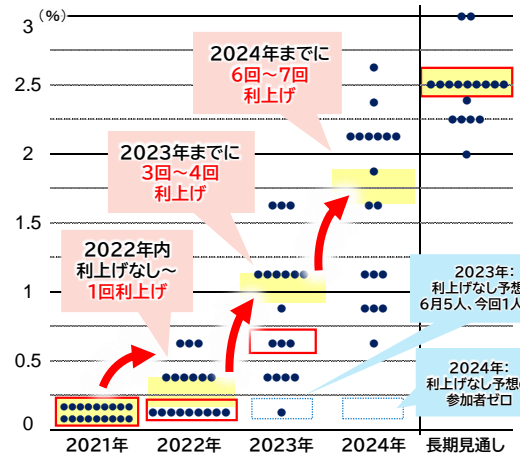 3 (%)
2024年までに
6回～7回
利上げ
2.5
2023年までに
3回～4回
利上げ
2
1.5
2022年内
利上げなし～
1回利上げ
2023年：
利上げなし予想
6月5人、今回1人
1
0.5
2024年：
利上げなし予想
参加者ゼロ
0
2021年 2022年 2023年 2024年 長期見通し